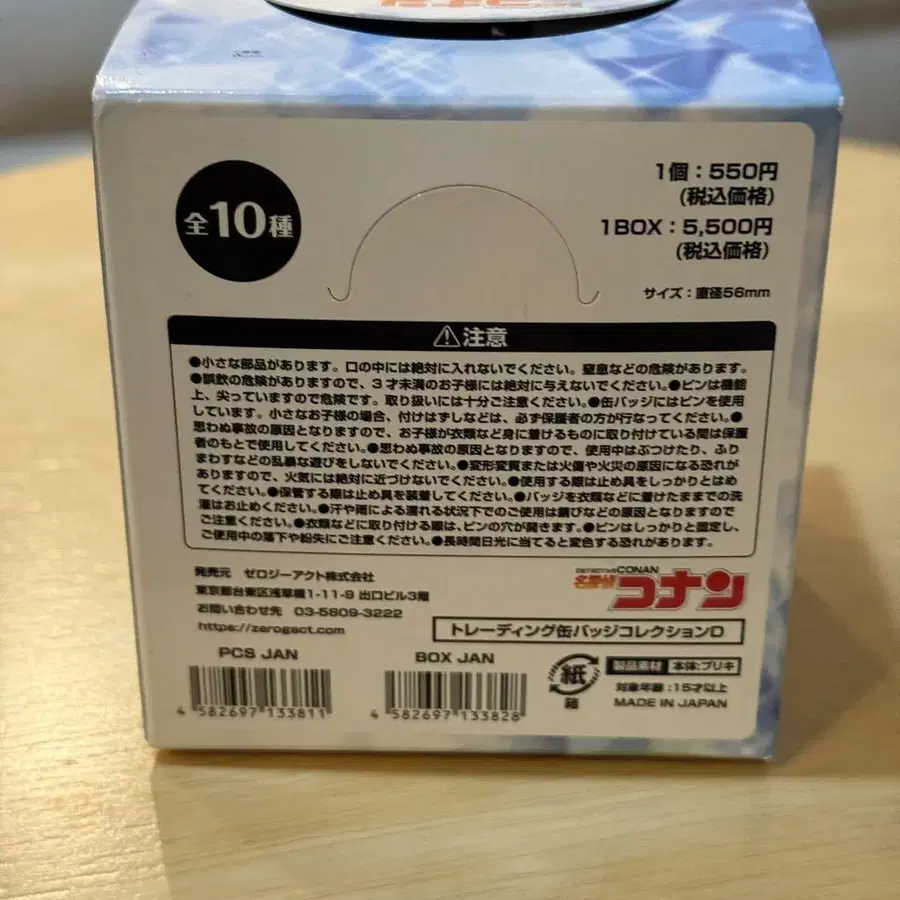 全10種
1個：550円
(税込価格)
1BOX：5,500円
(税込価格)
サイズ：直径56mm
⚠注意
●小さな部品があります。口の中には絶対に入れないでください。窒息などの危険があります。
●誤飲の危険がありますので、3才未満のお子様には絶対に与えないでください。●ピンは機能
上、尖っていますので危険です。取り扱いには十分ご注意ください。●缶バッジにはピンを使用
しています。小さなお子様の場合、付けはずしなどは、必ず保護者の方が行なってください。●
思わぬ事故の原因となりますので、お子様が衣類など身に着けるものに取り付けている間は保護
者のもとで使用してください。●思わぬ事故の原因となりますので、使用中はぶつけたり、ふり
まわすなどの乱暴な遊びをしないでください。●変形変質または火傷や火災の原因になる恐れが
ありますので、火気には絶対に近づけないでください。●使用する際は止め具をしっかりとはめ
てください。●保管する際は止め具を装着してください。●バッジを衣類などに着けたままでの洗
濯はお止めください。●汗や雨による濡れる状況下でのご使用は錆びなどの原因となりますので
ご注意ください。●衣類などに取り付ける際は、ピンの穴が開きます。●ピンはしっかりと固定し、
ご使用中の落下や紛失にご注意ください。●長時間日光に当てると変色する恐れがあります。
発売元 ゼロジーアクト株式会社
東京都台東区浅草橋1-11-9 出口ビル3階
お問い合わせ先 03-5809-3222
https://zerogact.com
DETECTIVE CONAN
名探偵コナン
トレーディング缶バッジコレクションD
PCS JAN
4 582697 133811
BOX JAN
4 582697 133828
紙
箱
製品素材 本体：ブリキ
対象年齢：15才以上
MADE IN JAPAN